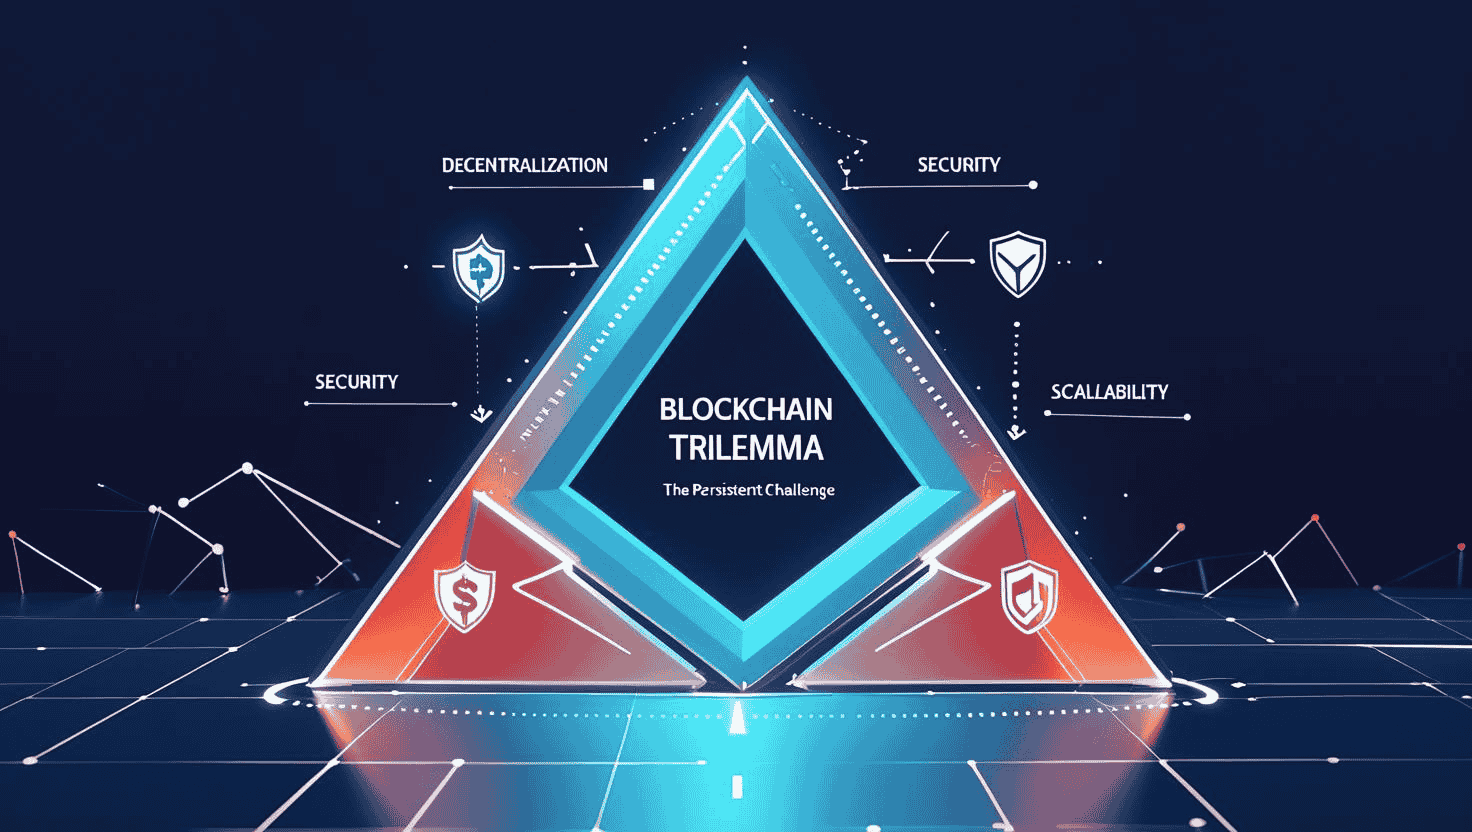 DECENTRALIZATION
SECURITY
SECURITY
SCALLABILITY
BLOCKCHAIN
TRILEMMA
The Persistent Challenge